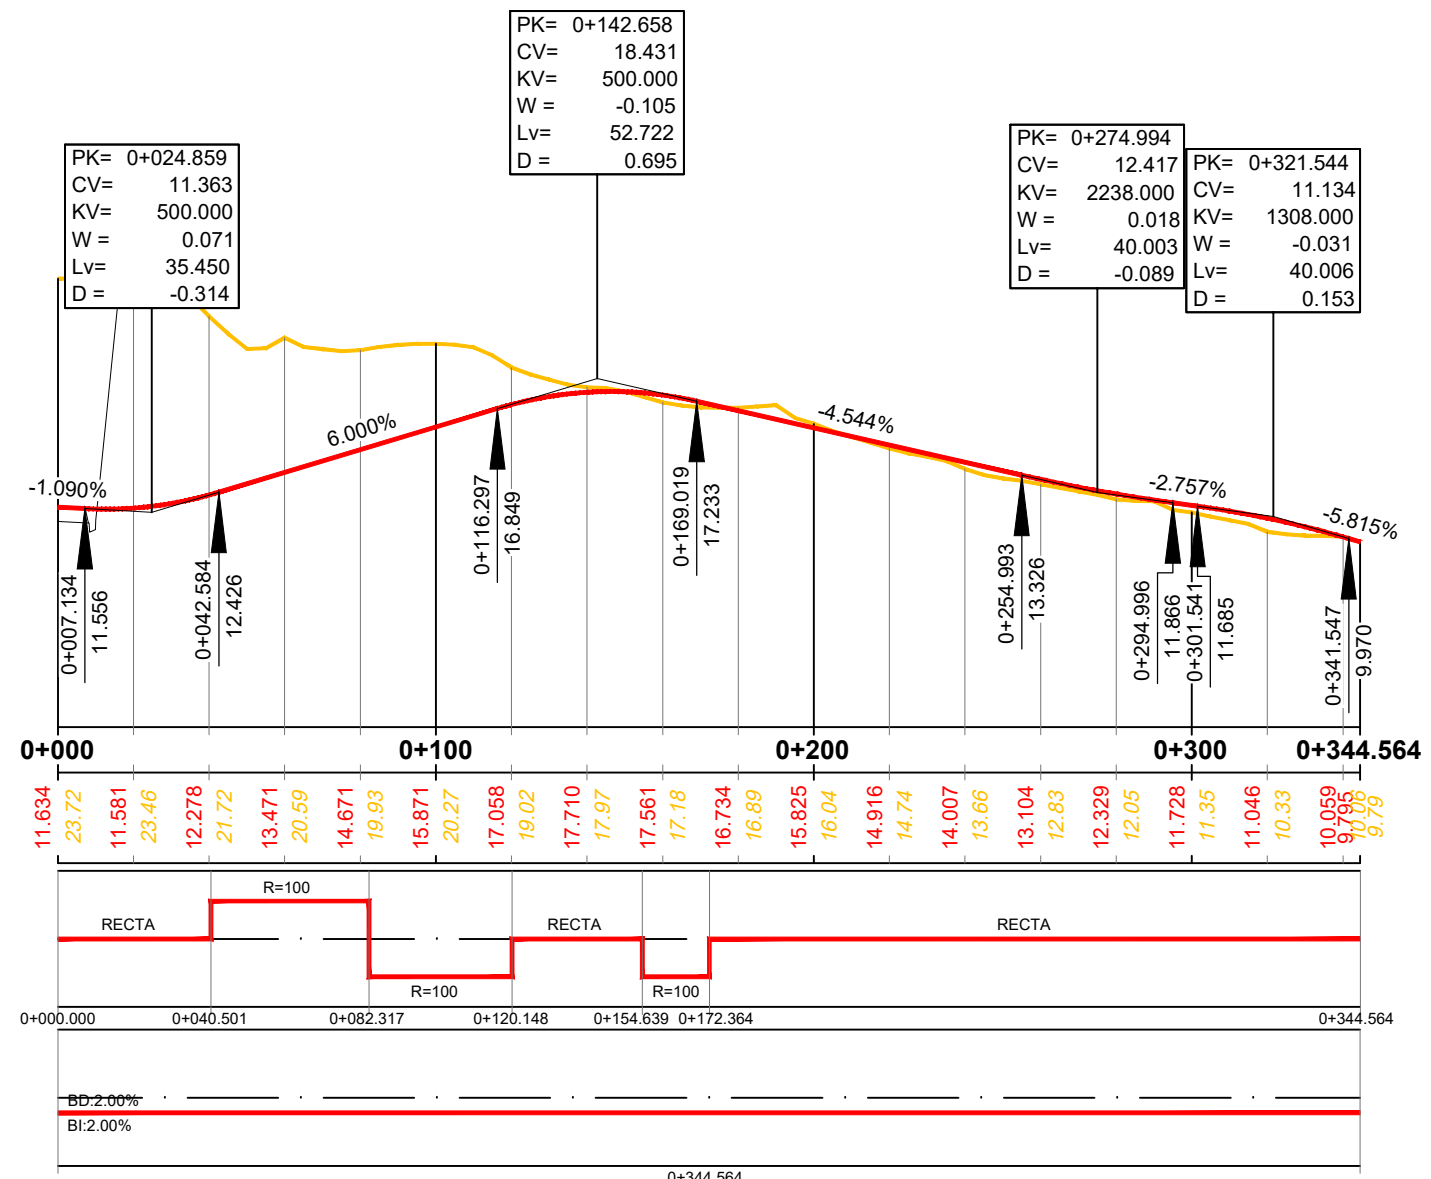 PK= 0+142.658
CV= 18.431
KV= 500.000
W = -0.105
Lv= 52.722
D = 0.695
PK= 0+024.859
CV= 11.363
KV= 500.000
W = 0.071
Lv= 35.450
D = -0.314
PK= 0+274.994
CV= 12.417
KV= 2238.000
W = 0.018
Lv= 40.003
D = -0.089
PK= 0+321.544
CV= 11.134
KV= 1308.000
W = -0.031
Lv= 40.006
D = 0.153
-1.090%
6.000%
-4.544%
-2.757%
-5.815%
0+007.134
11.556
0+042.584
12.426
0+116.297
16.849
0+169.019
17.233
0+254.993
13.326
0+294.996
11.866
0+301.541
11.685
0+341.547
9.970
0+000
0+100
0+200
0+300
0+344.564
11.634
23.72
11.581
23.46
12.278
21.72
13.471
20.59
14.671
19.93
15.871
20.27
17.058
19.02
17.710
17.97
17.561
17.18
16.734
16.89
15.825
16.04
14.916
14.74
14.007
13.66
13.104
12.83
12.329
12.05
11.728
11.35
11.046
10.33
10.059
10.06
9.795
9.79
RECTA
R=100
R=100
RECTA
R=100
RECTA
0+000.000
0+040.501
0+082.317
0+120.148
0+154.639
0+172.364
0+344.564
BD:2.00%
BI:2.00%
0+344.564